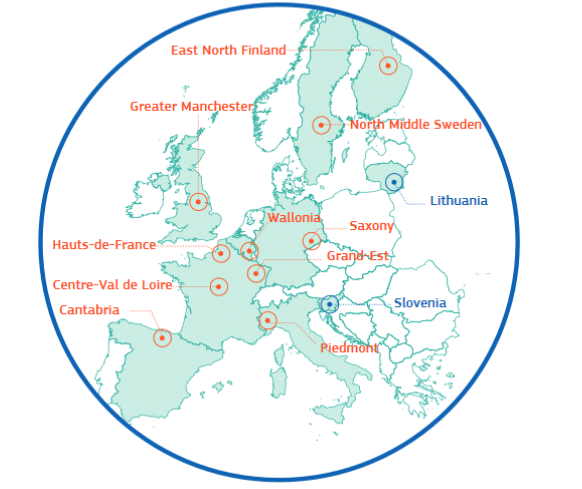 East North Finland
Greater Manchester
North Middle Sweden
Lithuania
Wallonia
Saxony
Hauts-de-France
Grand-Est
Centre-Val de Loire
Slovenia
Cantabria
Piedmont